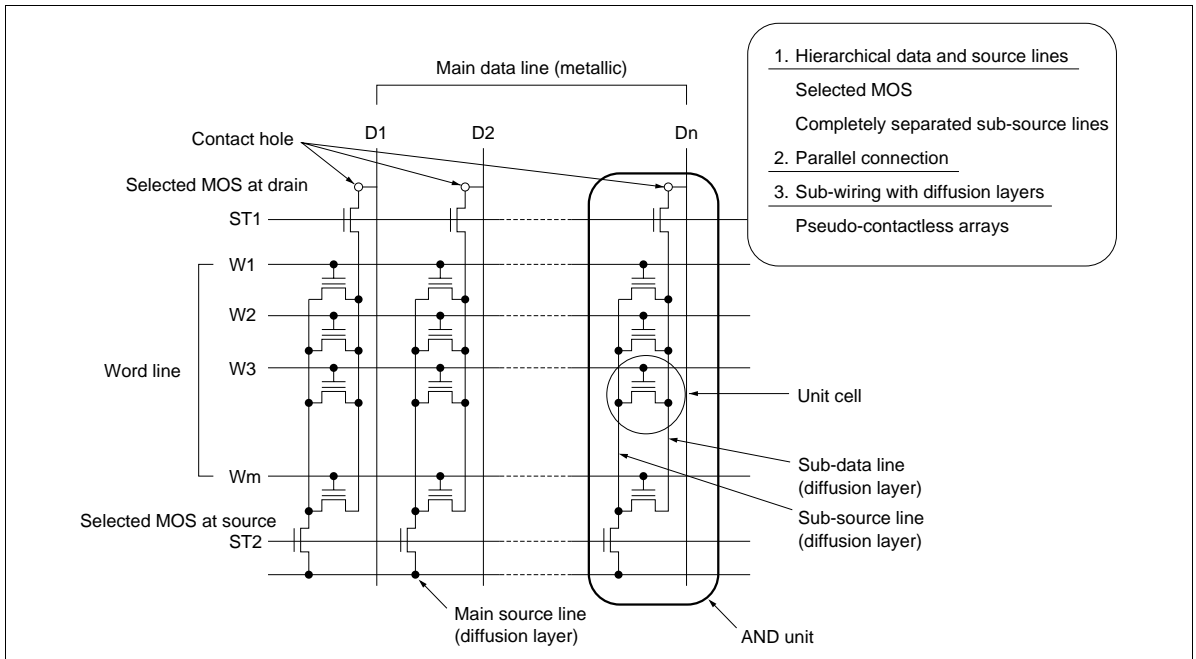 1. Hierarchical data and source lines
Selected MOS
Completely separated sub-source lines
2. Parallel connection
3. Sub-wiring with diffusion layers
Pseudo-contactless arrays
Main data line (metallic)
D1
D2
Dn
Contact hole
Selected MOS at drain
ST1
W1
W2
W3
Word line
Unit cell
Wm
Sub-data line
(diffusion layer)
Selected MOS at source
Sub-source line
(diffusion layer)
ST2
Main source line
(diffusion layer)
AND unit